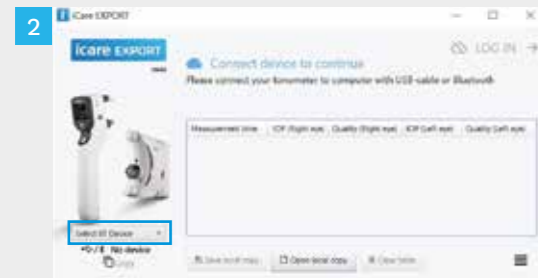 2
iCare EXPORT
icare EXPORT
LOG IN
Connect device to continue
Please connect your tonometer to computer with USB-cable or Bluetooth
Measurement time IOP (Right eye) Quality (Right eye) IOP (Left eye) Quality (Left eye)
Select BT Device
No device
Save local copy Open local copy Clear